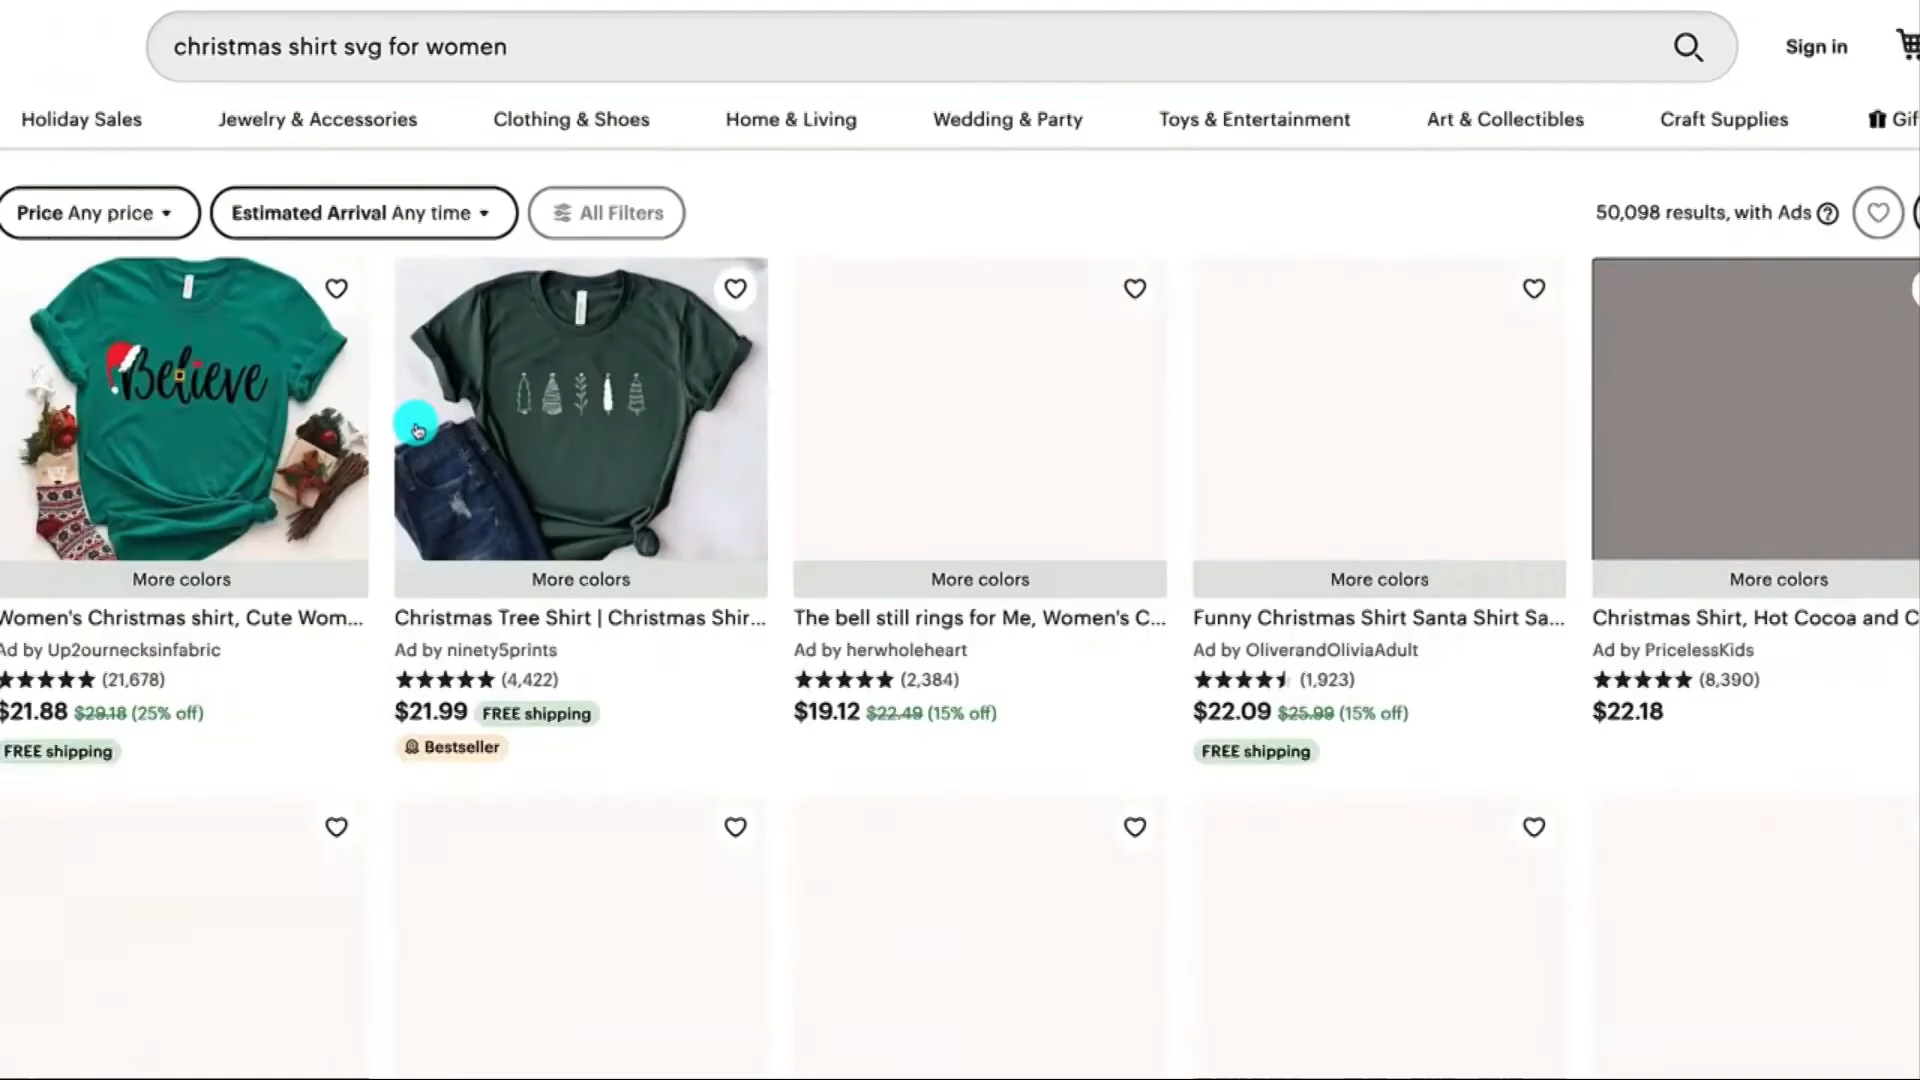 christmas shirt svg for women
Sign in
Holiday Sales
Jewelry & Accessories
Clothing & Shoes
Home & Living
Wedding & Party
Toys & Entertainment
Art & Collectibles
Craft Supplies
Gif
Price Any price
Estimated Arrival Any time
All Filters
50,098 results, with Ads
Believe
More colors
More colors
More colors
More colors
More colors
Women's Christmas shirt, Cute Wom...
Ad by Up2ournecksinfabric
(21,678)
$21.88 $29.18 (25% off)
FREE shipping
Christmas Tree Shirt | Christmas Shir...
Ad by ninety5prints
(4,422)
$21.99 FREE shipping
Bestseller
The bell still rings for Me, Women's C...
Ad by herwholeheart
(2,384)
$19.12 $22.49 (15% off)
Funny Christmas Shirt Santa Shirt Sa...
Ad by OliverandOliviaAdult
(1,923)
$22.09 $25.99 (15% off)
FREE shipping
Christmas Shirt, Hot Cocoa and C
Ad by PricelessKids
(8,390)
$22.18